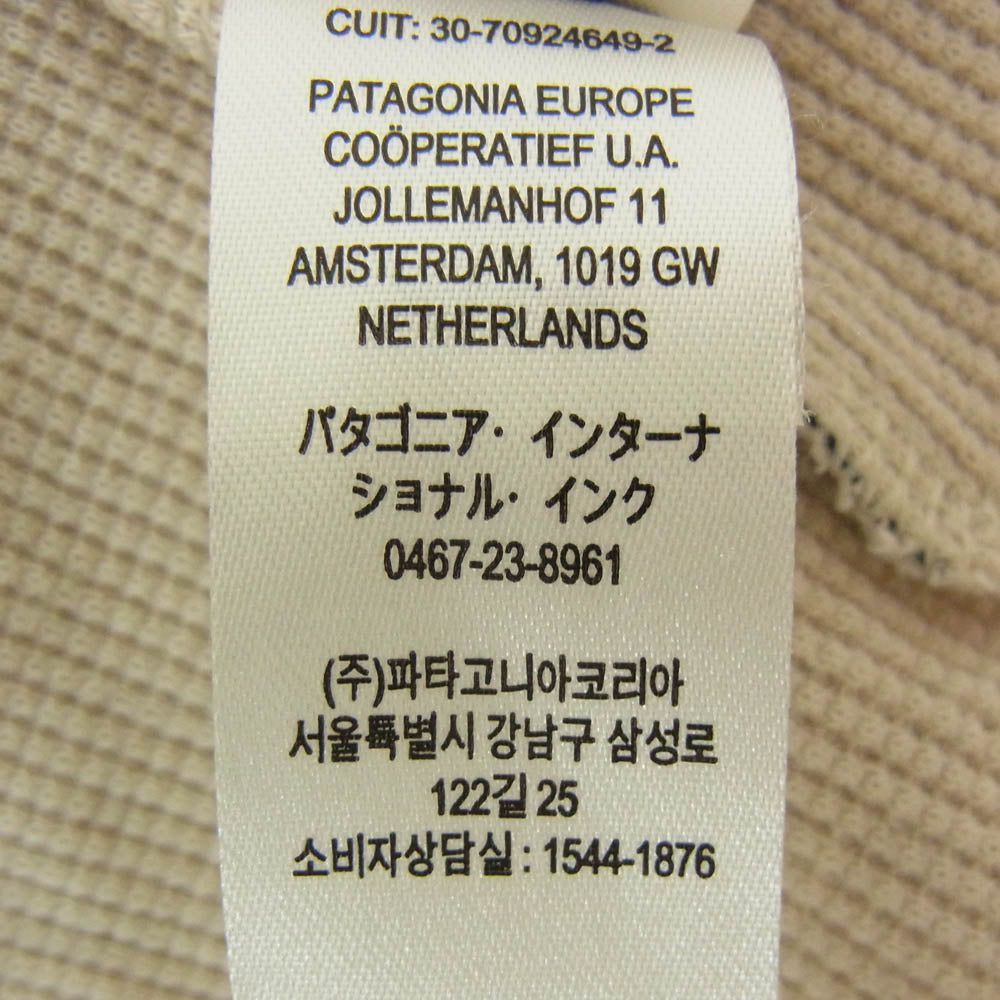 CUIT: 30-70924649-2
PATAGONIA EUROPE
COÖPERATIEF U.A.
JOLLEMANHOF 11
AMSTERDAM, 1019 GW
NETHERLANDS
パタゴニア・インターナ
ショナル・インク
0467-23-8961
(주)파타고니아코리아
서울특별시 강남구 삼성로
122길 25
소비자상담실 : 1544-1876